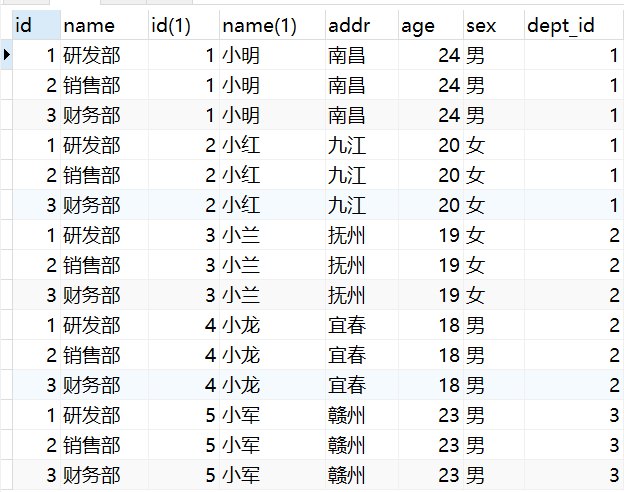 id name id(1) name(1) addr age sex dept_id
1 研发部 1 小明 南昌 24 男 1
2 销售部 1 小明 南昌 24 男 1
3 财务部 1 小明 南昌 24 男 1
1 研发部 2 小红 九江 20 女 1
2 销售部 2 小红 九江 20 女 1
3 财务部 2 小红 九江 20 女 1
1 研发部 3 小兰 抚州 19 女 2
2 销售部 3 小兰 抚州 19 女 2
3 财务部 3 小兰 抚州 19 女 2
1 研发部 4 小龙 宜春 18 男 2
2 销售部 4 小龙 宜春 18 男 2
3 财务部 4 小龙 宜春 18 男 2
1 研发部 5 小军 赣州 23 男 3
2 销售部 5 小军 赣州 23 男 3
3 财务部 5 小军 赣州 23 男 3